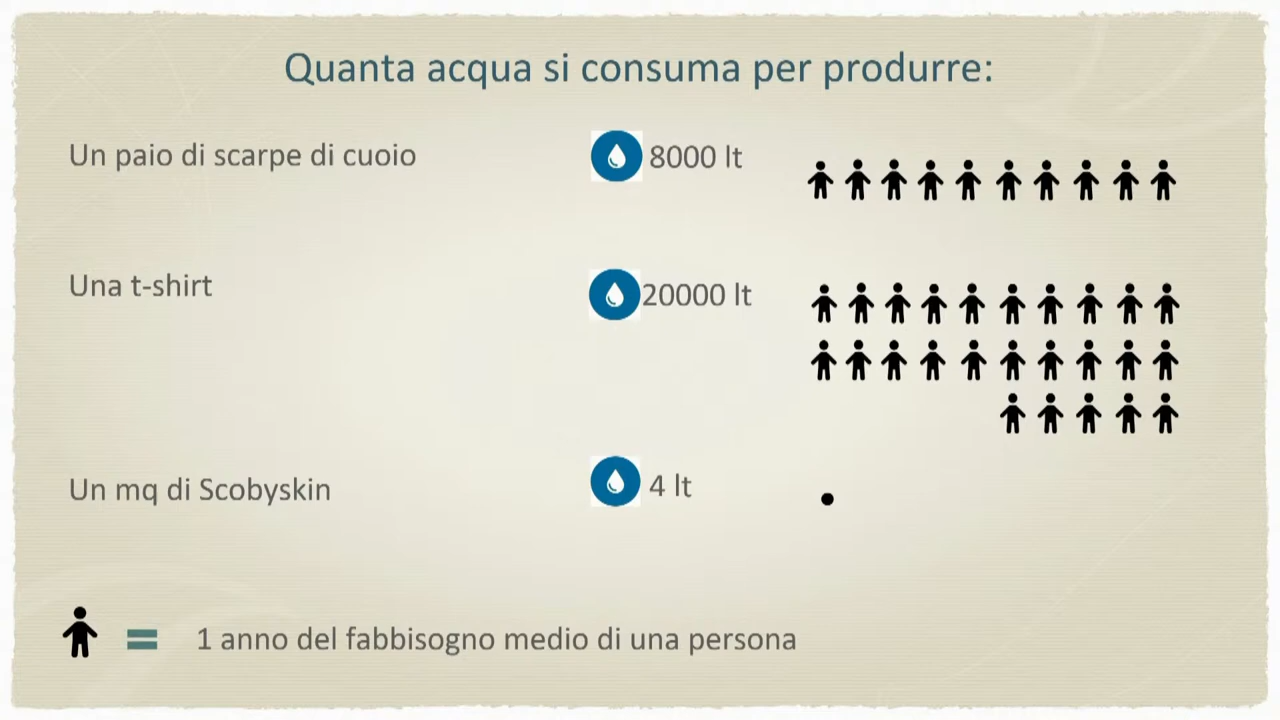 Quanta acqua si consuma per produrre:
Un paio di scarpe di cuoio
8000 lt
Una t-shirt
20000 lt
Un mq di Scobyskin
4 lt
1 anno del fabbisogno medio di una persona